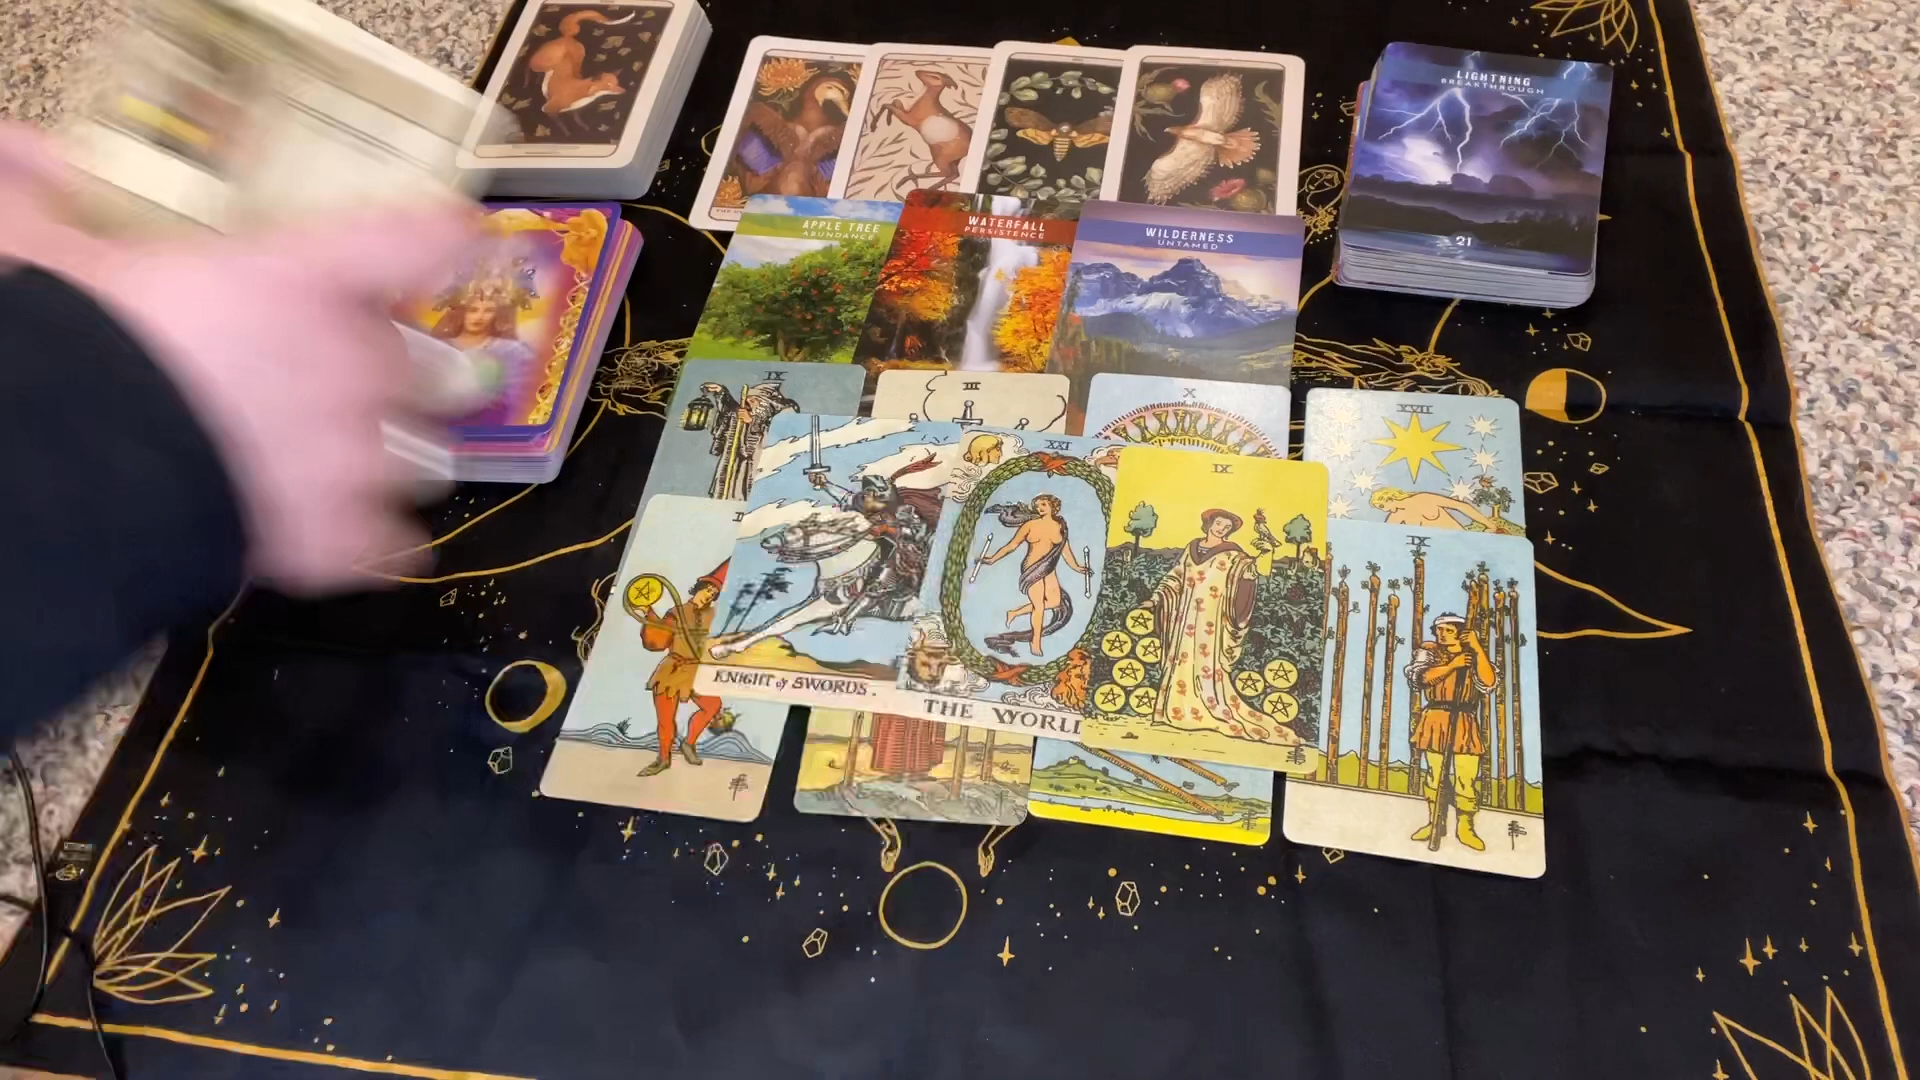 LIGHTNING
BREAKTHROUGH
21
APPLE TREE
ABUNDANCE
WATERFALL
PERSISTENCE
WILDERNESS
UNTAMED
IX
III
X
XVII
XXI
IX
IX
KNIGHT of SWORDS.
THE WORLD